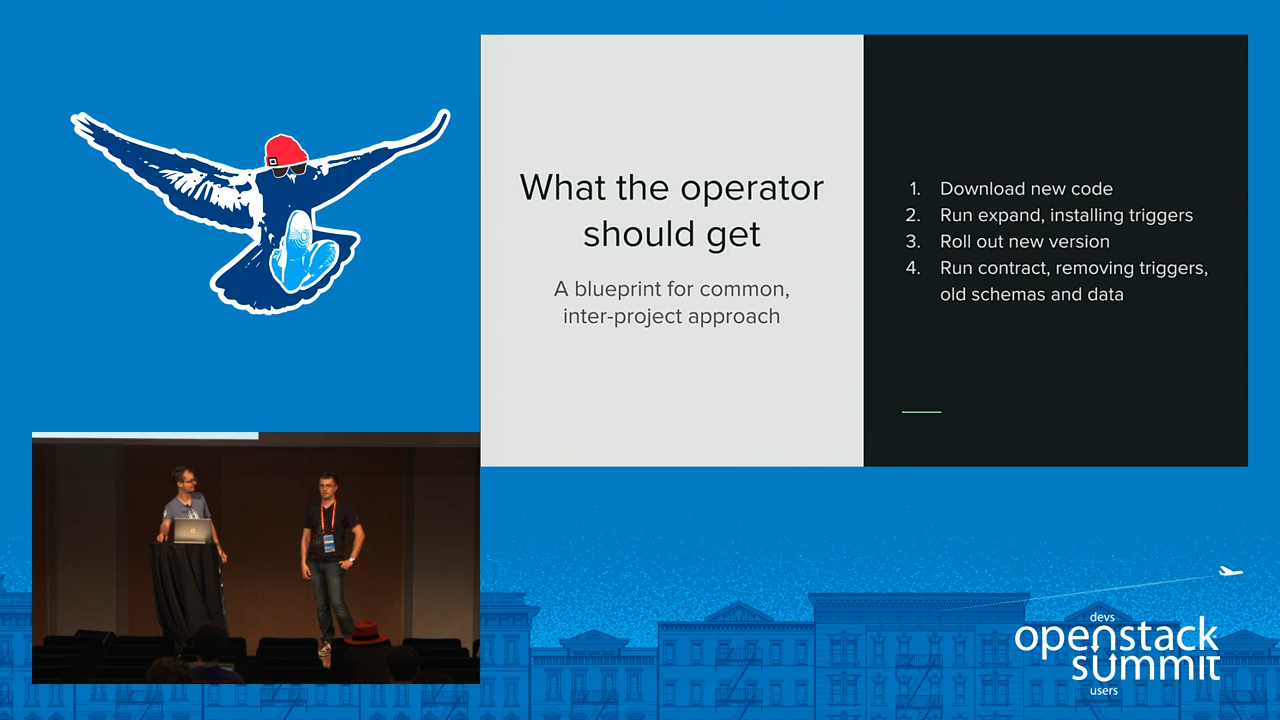 What the operator
should get
A blueprint for common,
inter-project approach
1. Download new code
2. Run expand, installing triggers
3. Roll out new version
4. Run contract, removing triggers,
old schemas and data
devs
openstack
summit
users